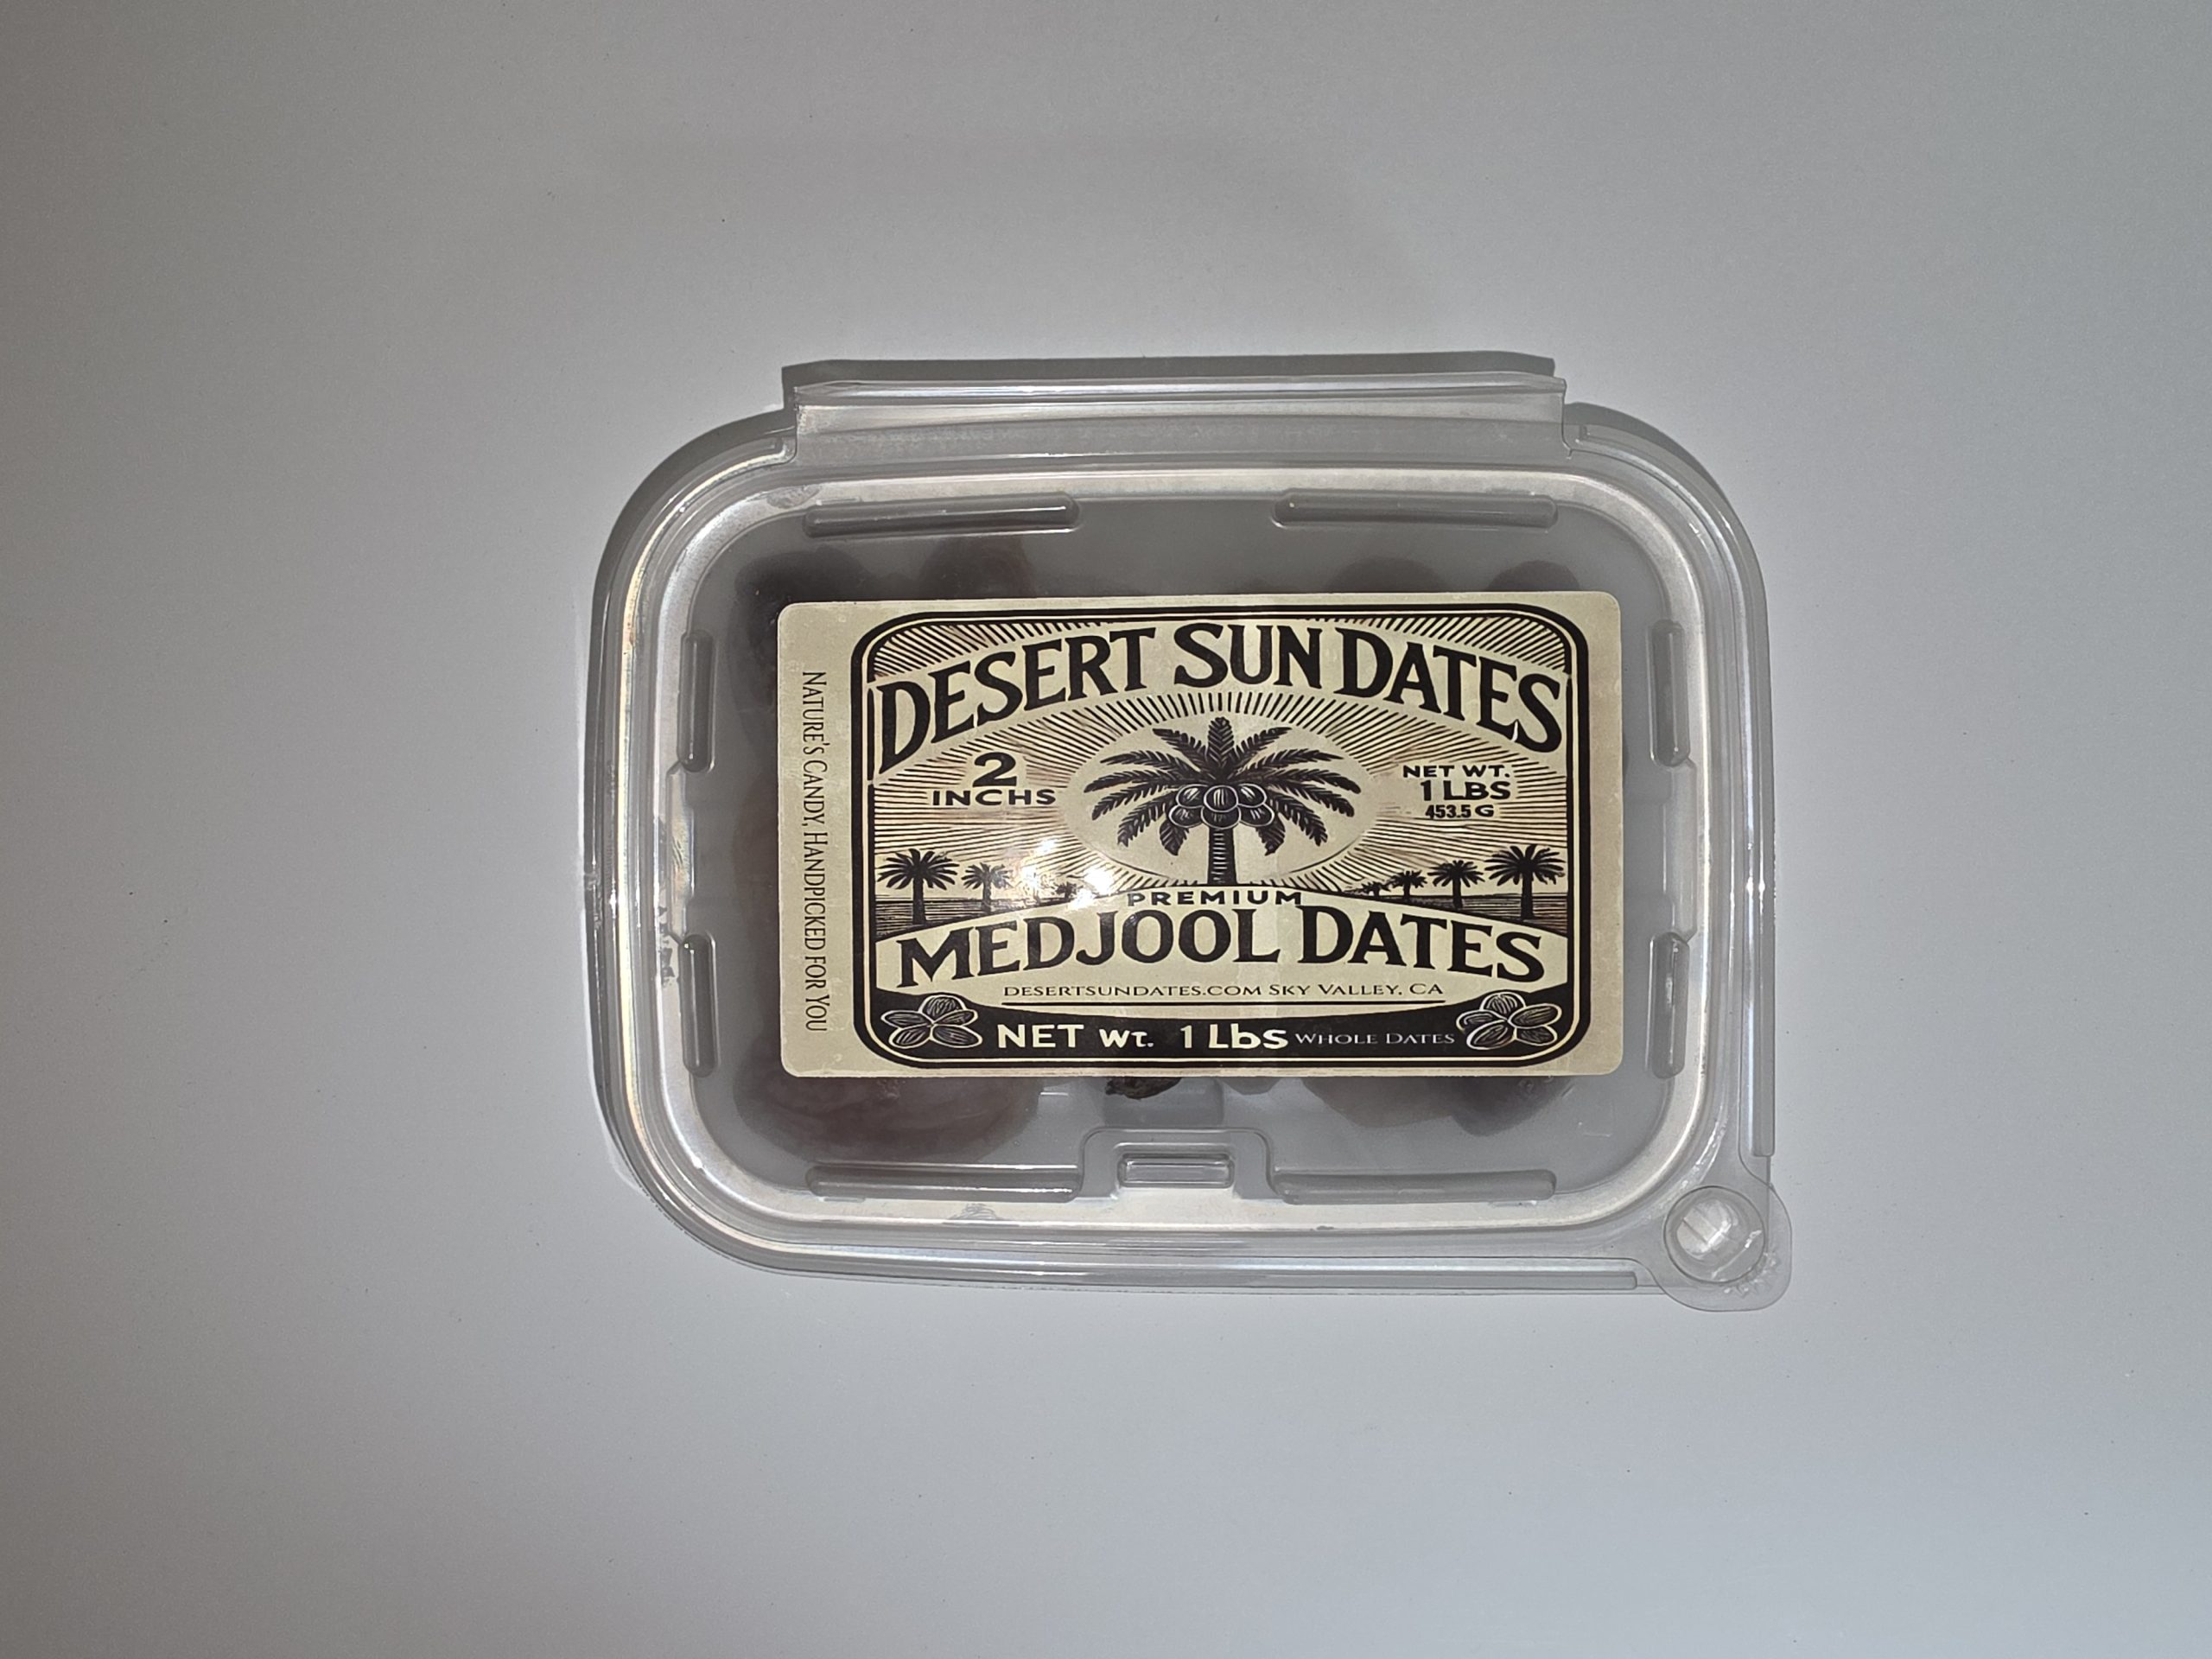 DESERT SUN DATES
2
INCHS
NET WT.
1 LBS
453.5 G
PREMIUM
MEDJOOL DATES
DESERTSUNDATES.COM SKY VALLEY, CA
NET WT. 1 Lbs WHOLE DATES
NATURE'S CANDY, HANDPICKED FOR YOU